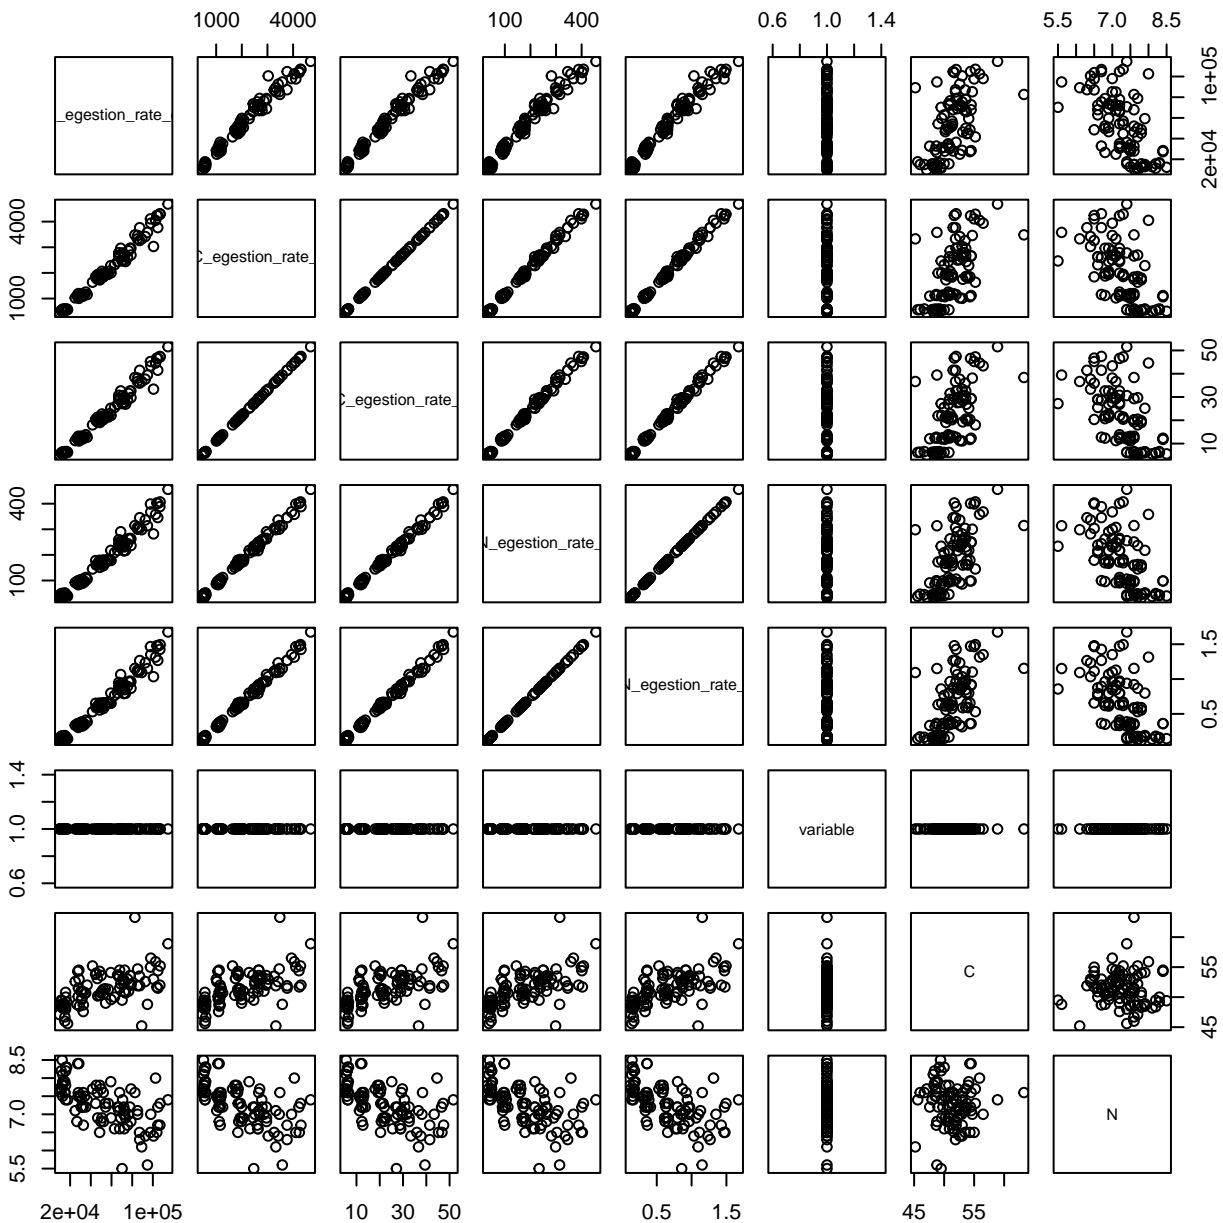 1000 4000
100 400
0.6 1.0 1.4
5.5 7.0 8.5
_egestion_rate_
2e+04 1e+05
1000 4000
C_egestion_rate_
C_egestion_rate_
10 30 50
100 400
N_egestion_rate_
N_egestion_rate_
0.5 1.5
0.6 1.0 1.4
variable
C
45 55
5.5 7.0 8.5
N
2e+04 1e+05
10 30 50
0.5 1.5
45 55